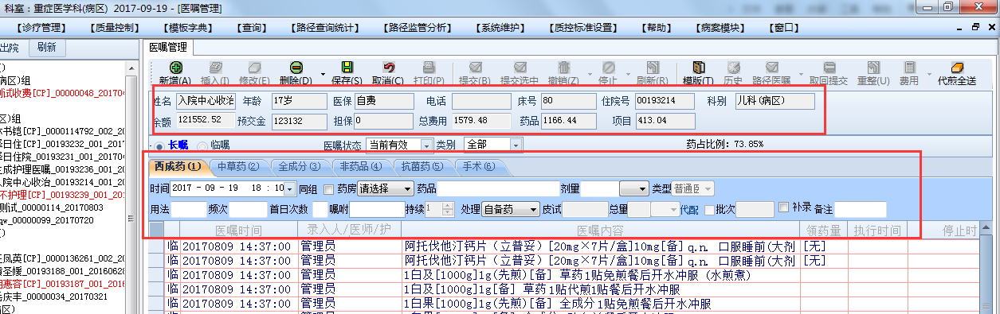 科室：重症医学科(病区) 2017-09-19 - [医嘱管理]
【诊疗管理】 【质量控制】 【模板字典】 【查询】 【路径查询统计】 【路径监管分析】 【系统维护】 【质控标准设置】 【帮助】 【病案模块】 【窗口】
出院 刷新 医嘱管理
新增(A) 插入(I) 修改(E) 删除(D) 保存(S) 取消(C) 打印(P) 提交(B) 提交选中 撤销(Z) 停止 刷新(R) 模版(T) 历史 路径医嘱 取回提交 重整(U) 费用 代煎全送
姓名 入院中心收治 年龄 17岁 医保 自费 电话 床号 80 住院号 00193214 科别 儿科(病区)
余额 121552.52 预交金 123132 担保 0 总费用 1579.48 药品 1166.44 项目 413.04
长嘱 临嘱 医嘱状态 当前有效 类别 全部 药占比例: 73.85%
西成药(1) 中草药(2) 全成分(3) 非药品(4) 抗菌药(5) 手术(6)
时间 2017 - 09 - 19 18 : 10 同组 药房 请选择 药品 剂量 类型 普通医
用法 频次 首日次数 嘱咐 持续 1 处理 自备药 皮试 总量 代配 批次 补录 备注
医嘱时间 录入人/医师/护 医嘱内容 领药量 执行时间 停止时
临 20170809 14:37:00 管理员 阿托伐他汀钙片（立普妥）[20mg×7片/盒]10mg[备] q.n. 口服睡前(大剂 [无]
临 20170809 14:37:00 管理员 阿托伐他汀钙片（立普妥）[20mg×7片/盒]10mg[备] q.n. 口服睡前(大剂 [无]
临 20170809 14:37:00 管理员 1白及[1000g]1g(先煎)[备] 草药1贴免煎餐后开水冲服 (水煎煮)
临 20170809 14:37:00 管理员 1白及[1000g]1g[备] 草药1贴代煎1贴餐后开水冲服
临 20170809 14:37:00 管理员 1白果[1000g]1g(先煎)[备] 全成分1贴免煎餐后开水冲服
病区)组
测试收费[CP]_00000048_20170
病区)组
书铠[CP]_0000114792_002_20
择日住[CP]_00193232_001_2017
择日住院_00193231_001_20170
生成护理医嘱_00193236_001_20
入院中心收治_00193214_001_20
不护理[CP]_00193239_001_20
测试_00000114_20170803
qw_00000099_20170720
王凤英[CP]_0000136261_002_2
清圣媛_00193188_001_20160628
胡惠容[CP]_00193187_001_2016
岳庆丰_00000034_20170321
病区)